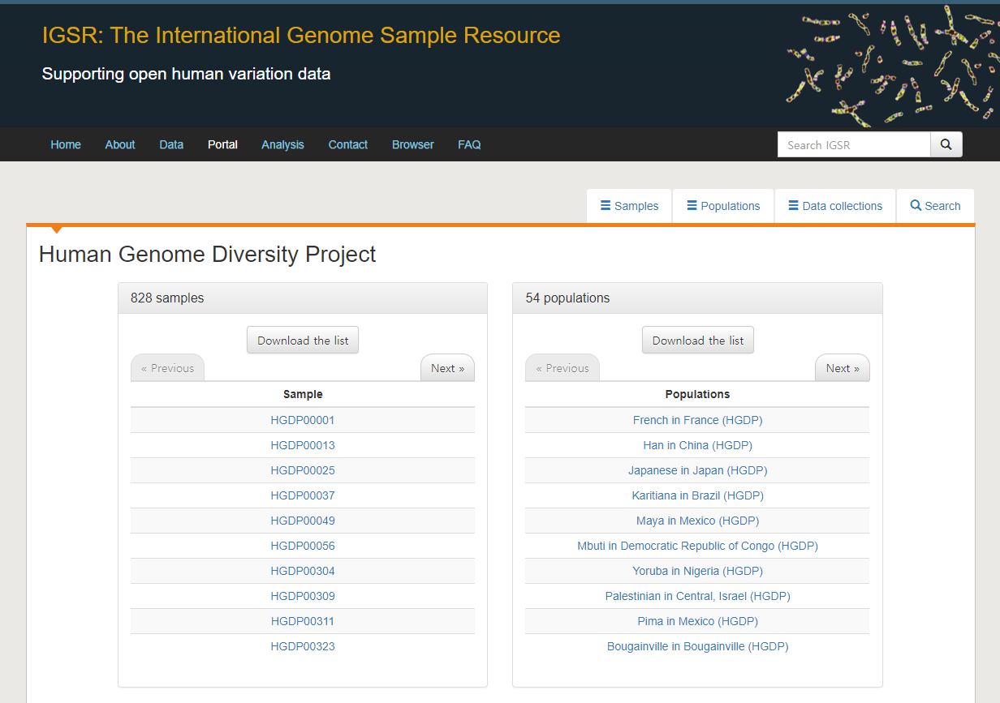 IGSR: The International Genome Sample Resource
Supporting open human variation data
Home About Data Portal Analysis Contact Browser FAQ Search IGSR
Samples Populations Data collections Search
Human Genome Diversity Project
828 samples
Download the list
« Previous Next »
Sample
HGDP00001
HGDP00013
HGDP00025
HGDP00037
HGDP00049
HGDP00056
HGDP00304
HGDP00309
HGDP00311
HGDP00323
54 populations
Download the list
« Previous Next »
Populations
French in France (HGDP)
Han in China (HGDP)
Japanese in Japan (HGDP)
Karitiana in Brazil (HGDP)
Maya in Mexico (HGDP)
Mbuti in Democratic Republic of Congo (HGDP)
Yoruba in Nigeria (HGDP)
Palestinian in Central, Israel (HGDP)
Pima in Mexico (HGDP)
Bougainville in Bougainville (HGDP)